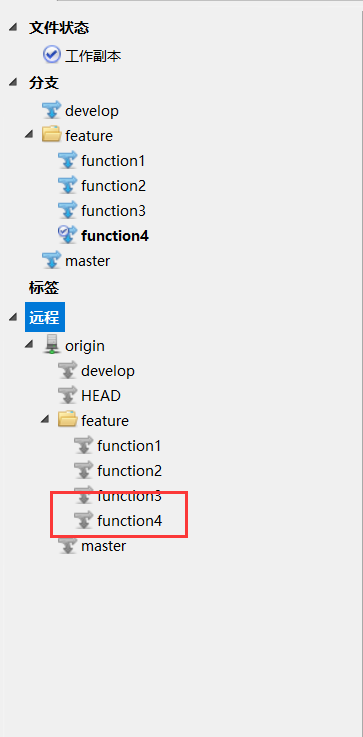 文件状态
工作副本
分支
develop
feature
function1
function2
function3
function4
master
标签
远程
origin
develop
HEAD
feature
function1
function2
function3
function4
master